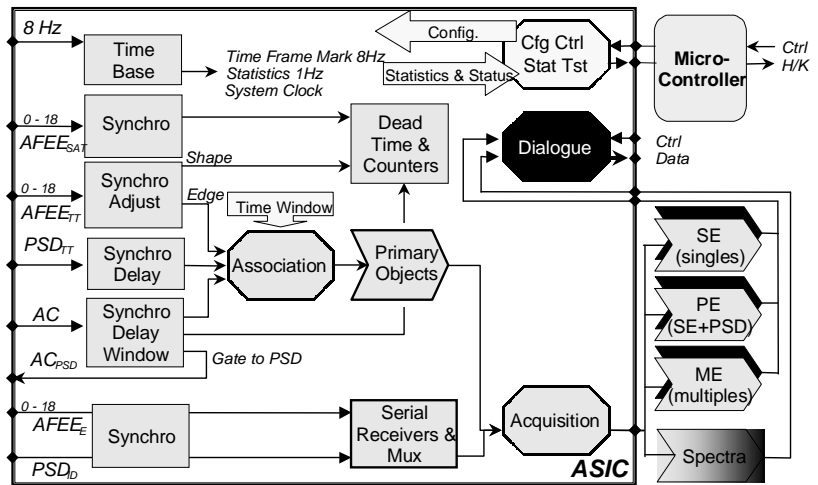 8 Hz
Time
Base
Time Frame Mark 8Hz
Statistics 1Hz
System Clock
Config.
Statistics & Status
Cfg Ctrl
Stat Tst
Micro-
Controller
Ctrl
H/K
0 - 18
AFEE_SAT
Synchro
Dead
Time &
Counters
Dialogue
Ctrl
Data
Shape
0 - 18
AFEE_TT
Synchro
Adjust
Edge
Time Window
PSD_TT
Synchro
Delay
Association
Primary
Objects
SE
(singles)
AC
Synchro
Delay
Window
PE
(SE+PSD)
AC_PSD
Gate to PSD
ME
(multiples)
0 - 18
AFEE_E
Synchro
PSD_ID
Serial
Receivers &
Mux
Acquisition
Spectra
ASIC